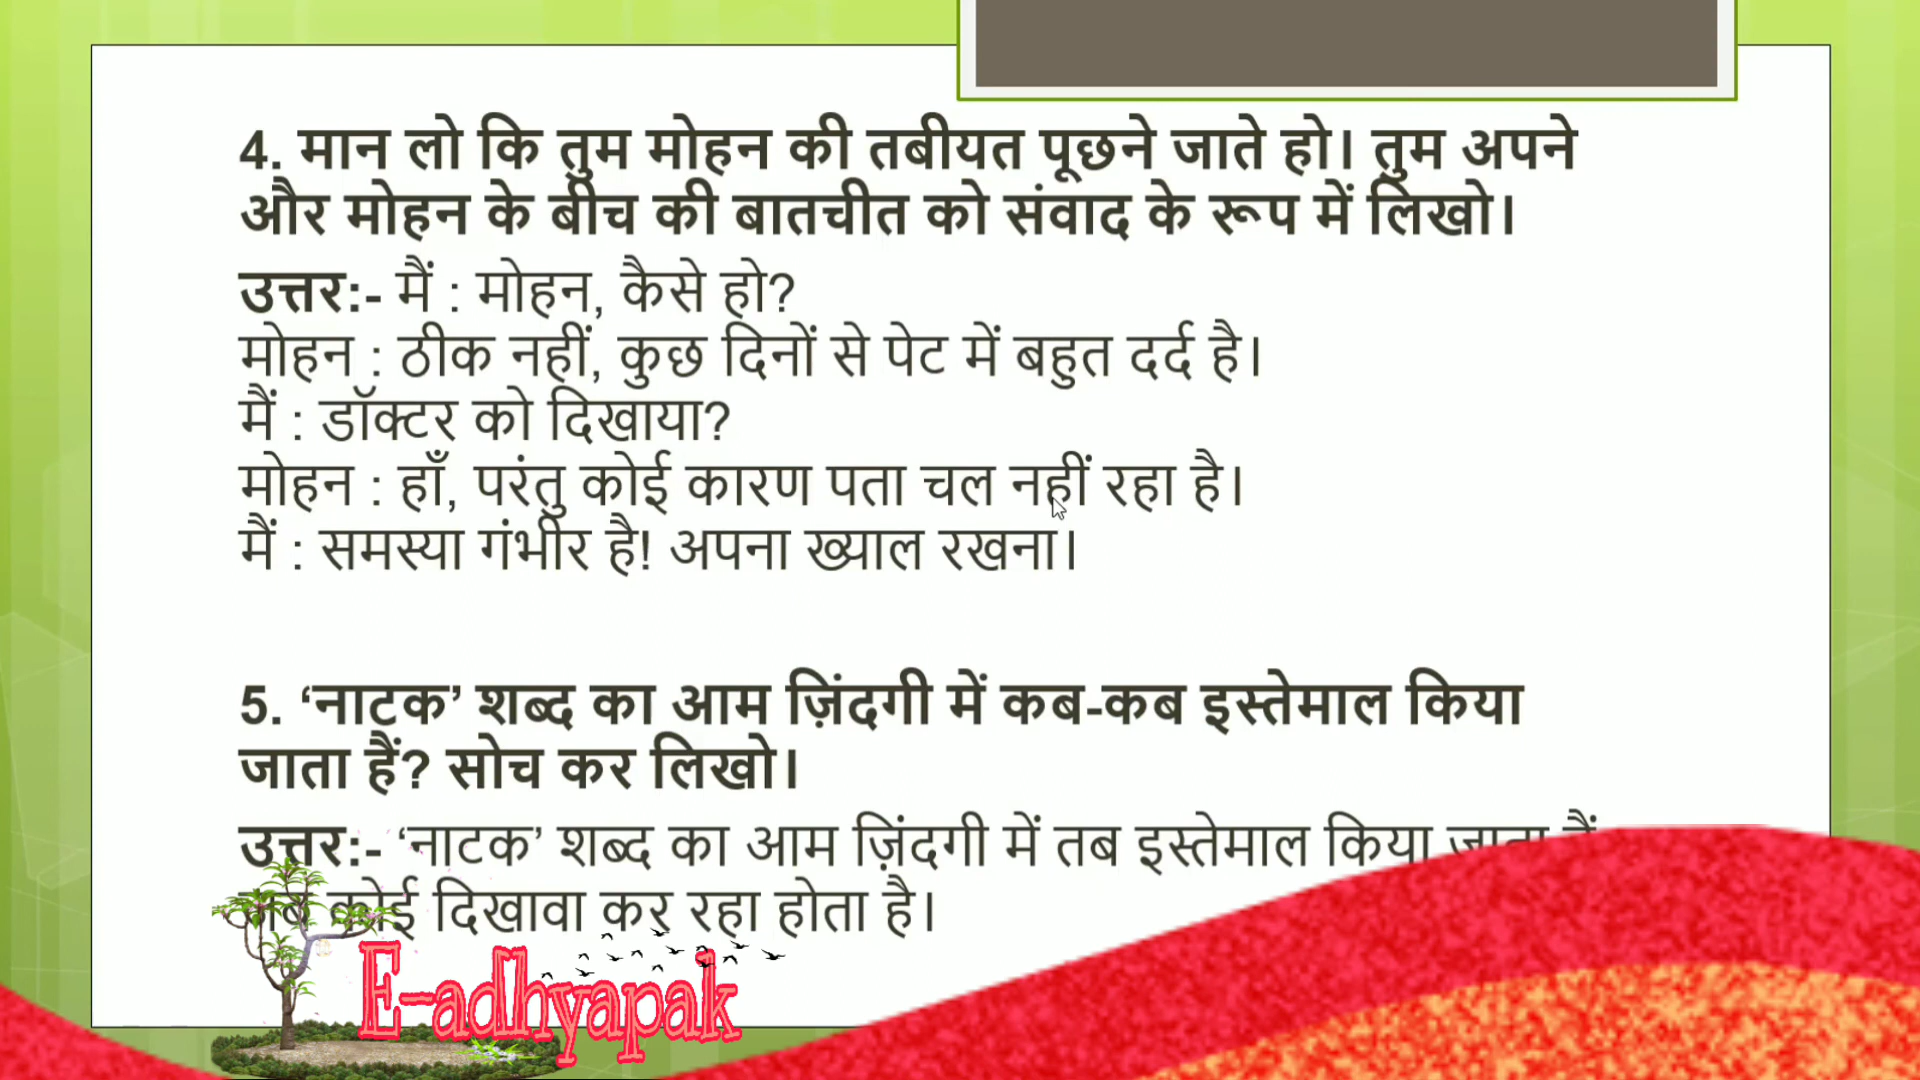 4. मान लो कि तुम मोहन की तबीयत पूछने जाते हो। तुम अपने
और मोहन के बीच की बातचीत को संवाद के रूप में लिखो।
उत्तर:- मैं : मोहन, कैसे हो?
मोहन : ठीक नहीं, कुछ दिनों से पेट में बहुत दर्द है।
मैं : डॉक्टर को दिखाया?
मोहन : हाँ, परंतु कोई कारण पता चल नहीं रहा है।
मैं : समस्या गंभीर है! अपना ख्याल रखना।
5. ‘नाटक’ शब्द का आम ज़िंदगी में कब-कब इस्तेमाल किया
जाता हैं? सोच कर लिखो।
उत्तर:- ‘नाटक’ शब्द का आम ज़िंदगी में तब इस्तेमाल किया जाता हैं
जब कोई दिखावा कर रहा होता है।
E-adhyapak